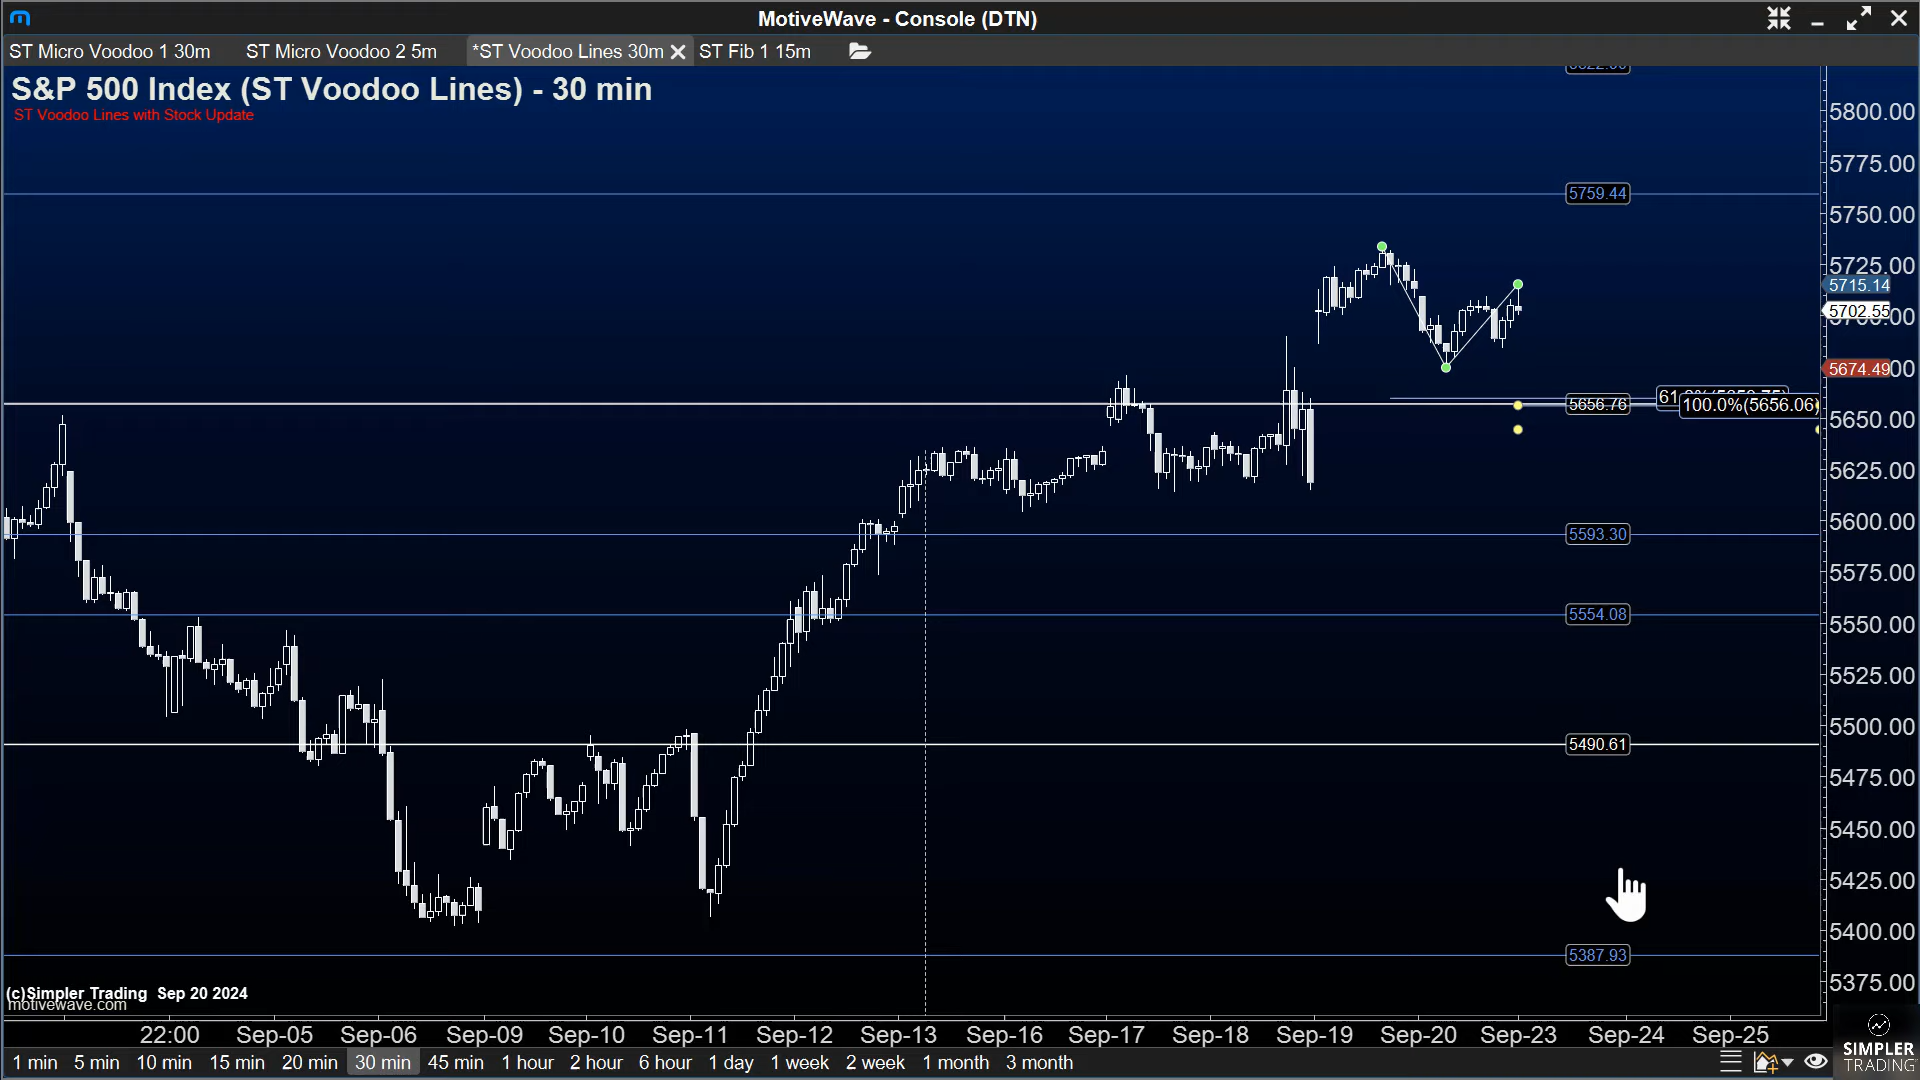 MotiveWave - Console (DTN)
ST Micro Voodoo 1 30m ST Micro Voodoo 2 5m *ST Voodoo Lines 30m ST Fib 1 15m
S&P 500 Index (ST Voodoo Lines) - 30 min
ST Voodoo Lines with Stock Update
5800.00
5775.00
5759.44
5750.00
5725.00
5715.14
5702.55
5674.49
5656.76
100.0%(5656.06)
5650.00
5625.00
5600.00
5593.30
5575.00
5554.08
5550.00
5525.00
5500.00
5490.61
5475.00
5450.00
5425.00
5400.00
5387.93
5375.00
(c)Simpler Trading Sep 20 2024
motivewave.com
22:00 Sep-05 Sep-06 Sep-09 Sep-10 Sep-11 Sep-12 Sep-13 Sep-16 Sep-17 Sep-18 Sep-19 Sep-20 Sep-23 Sep-24 Sep-25
1 min 5 min 10 min 15 min 20 min 30 min 45 min 1 hour 2 hour 6 hour 1 day 1 week 2 week 1 month 3 month
SIMPLER
TRADING